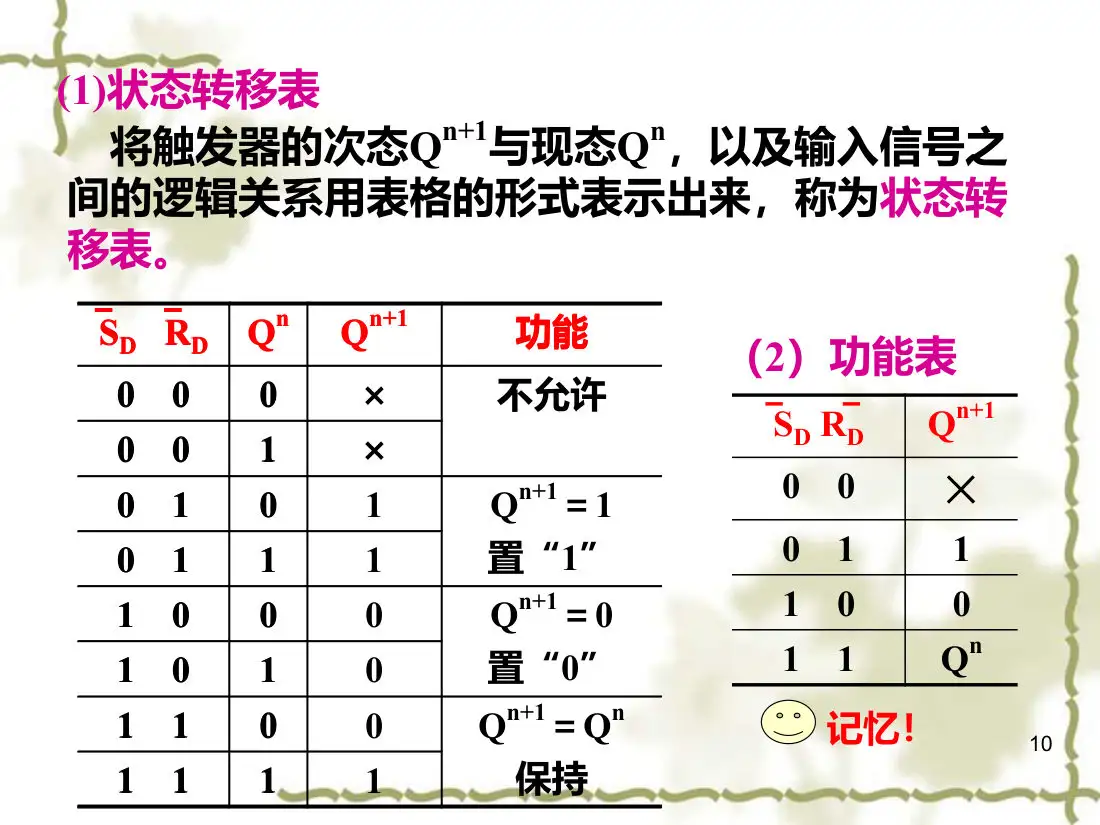 (1)状态转移表
将触发器的次态Qⁿ⁺¹与现态Qⁿ，以及输入信号之
间的逻辑关系用表格的形式表示出来，称为状态转
移表。
S̅D R̅D Qⁿ Qⁿ⁺¹ 功能
0 0 0 × 不允许
0 0 1 ×
0 1 0 1 Qⁿ⁺¹＝1
0 1 1 1 置“1”
1 0 0 0 Qⁿ⁺¹＝0
1 0 1 0 置“0”
1 1 0 0 Qⁿ⁺¹＝Qⁿ
1 1 1 1 保持
（2）功能表
S̅D R̅D Qⁿ⁺¹
0 0 ×
0 1 1
1 0 0
1 1 Qⁿ
记忆！
10